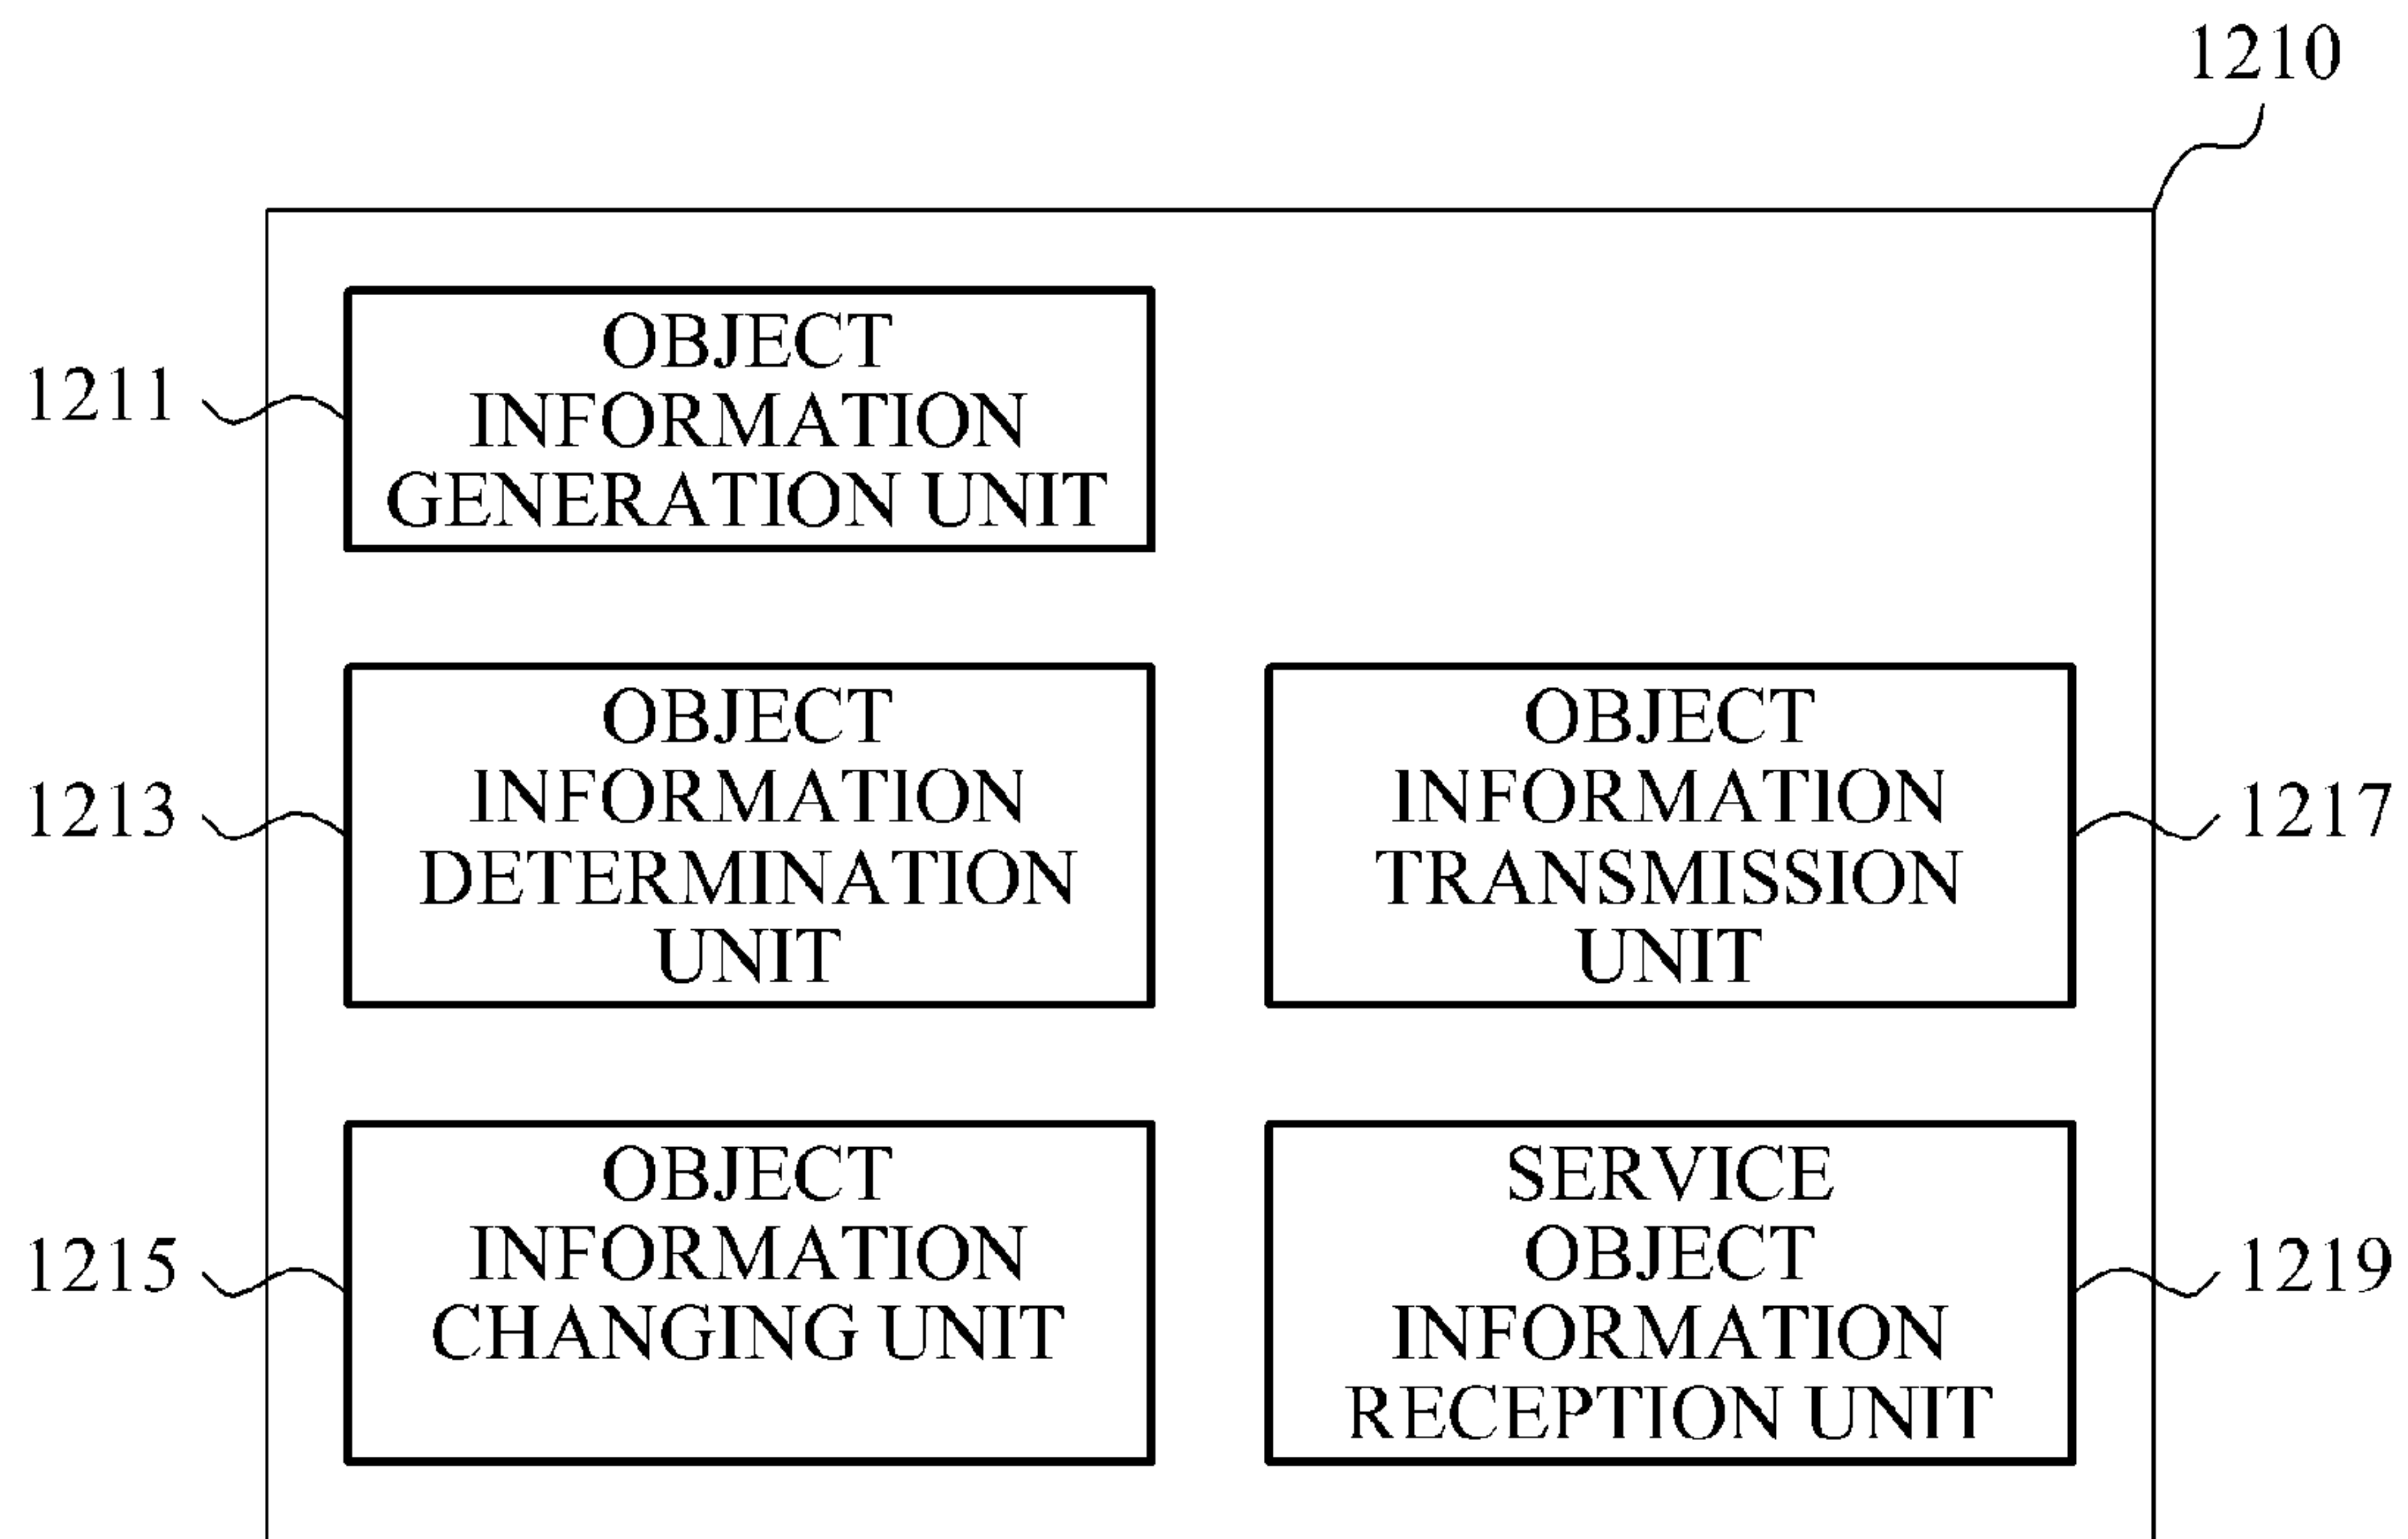 1210
1211
OBJECT
INFORMATION
GENERATION UNIT
1213
OBJECT
INFORMATION
DETERMINATION
UNIT
OBJECT
INFORMATION
TRANSMISSION
UNIT
1217
1215
OBJECT
INFORMATION
CHANGING UNIT
SERVICE
OBJECT
INFORMATION
RECEPTION UNIT
1219